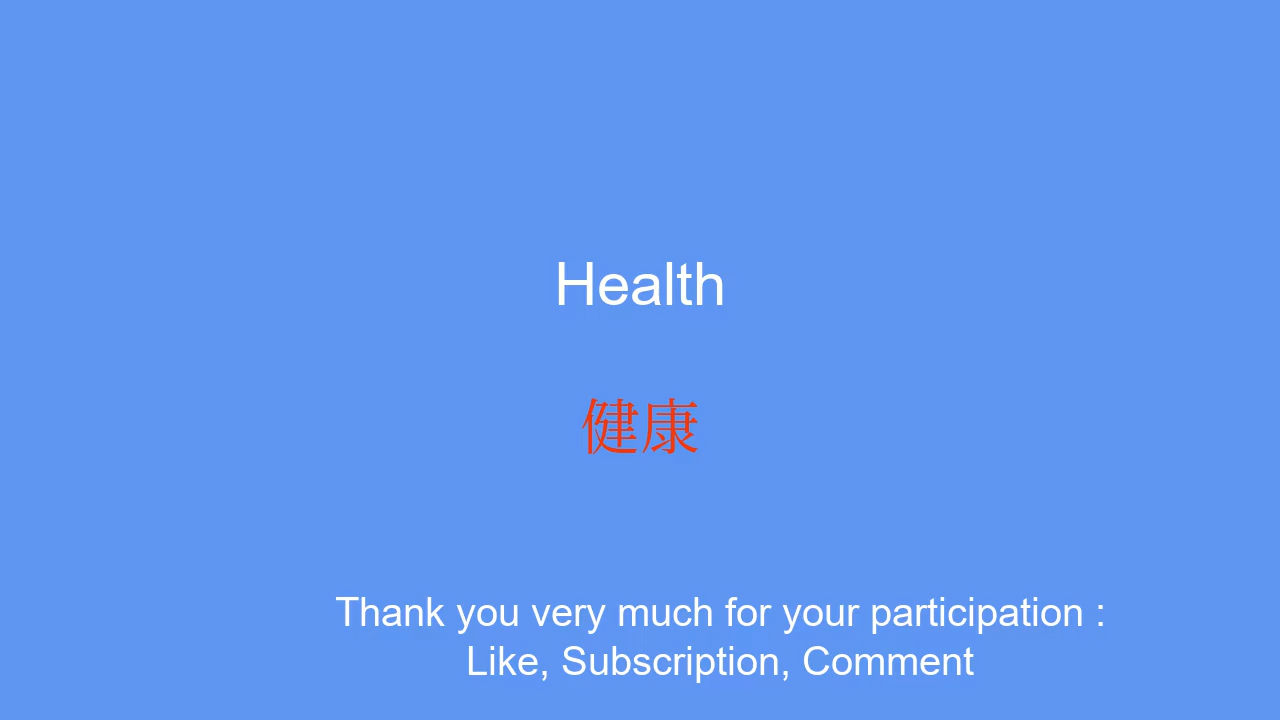 Health
健康
Thank you very much for your participation :
Like, Subscription, Comment